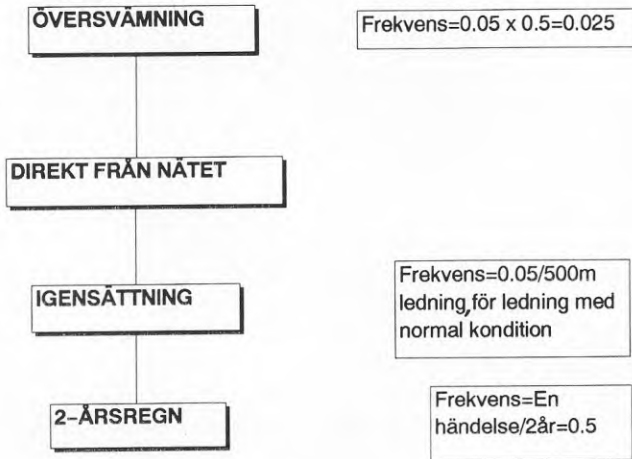 ÖVERSVÄMNING
Frekvens=0.05 x 0.5=0.025
DIREKT FRÅN NÄTET
IGENSÄTTNING
Frekvens=0.05/500m
ledning,för ledning med
normal kondition
2-ÅRSREGN
Frekvens=En
händelse/2år=0.5